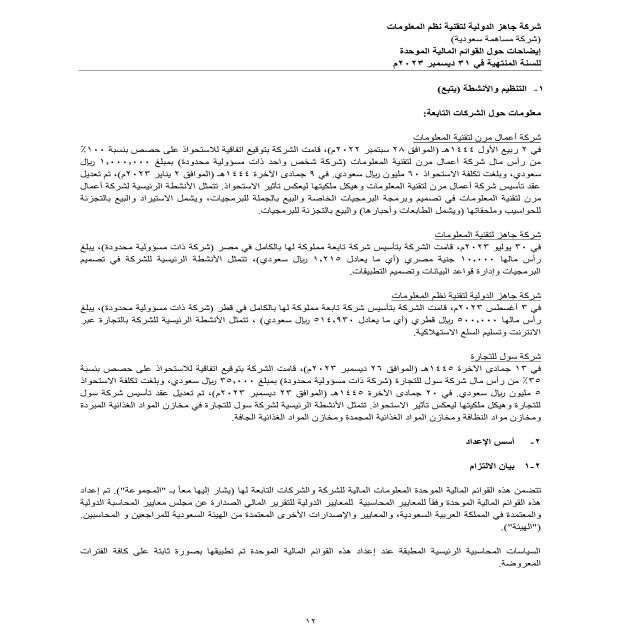 شركة جاهز الدولية لتقنية نظم المعلومات
(شركة مساهمة سعودية)
إيضاحات حول القوائم المالية الموحدة
للسنة المنتهية في ٣١ ديسمبر ٢٠٢٣م
١- التنظيم والأنشطة (يتبع)
معلومات حول الشركات التابعة:
شركة أعمال مرن لتقنية المعلومات
في ٢ ربيع الأول ١٤٤٤هـ (الموافق ٢٨ سبتمبر ٢٠٢٢م)، قامت الشركة بتوقيع اتفاقية للاستحواذ على حصص بنسبة ١٠٠٪
من رأس مال شركة أعمال مرن لتقنية المعلومات (شركة شخص واحد ذات مسؤولية محدودة) بمبلغ ١,٠٠٠,٠٠٠ ريال
سعودي، وبلغت تكلفة الاستحواذ ٦٠ مليون ريال سعودي. في ٩ جمادى الآخرة ١٤٤٤هـ (الموافق ٢ يناير ٢٠٢٣م)، تم تعديل
عقد تأسيس شركة أعمال مرن لتقنية المعلومات وهيكل ملكيتها ليعكس تأثير الاستحواذ. تتمثل الأنشطة الرئيسية لشركة أعمال
مرن لتقنية المعلومات في تصميم وبرمجة البرمجيات الخاصة والبيع بالجملة للبرمجيات، ويشمل الاستيراد والبيع بالتجزئة
للحواسيب وملحقاتها (ويشمل الطابعات وأحبارها) والبيع بالتجزئة للبرمجيات.
شركة جاهز لتقنية المعلومات
في ٣٠ يوليو ٢٠٢٣م، قامت الشركة بتأسيس شركة تابعة مملوكة لها بالكامل في مصر (شركة ذات مسؤولية محدودة)، يبلغ
رأس مالها ١٠,٠٠٠ جنية مصري (أي ما يعادل ١,٢١٥ ريال سعودي)، تتمثل الأنشطة الرئيسية للشركة في تصميم
البرمجيات وإدارة قواعد البيانات وتصميم التطبيقات.
شركة جاهز الدولية لتقنية نظم المعلومات
في ٣ أغسطس ٢٠٢٣م، قامت الشركة بتأسيس شركة تابعة مملوكة لها بالكامل في قطر (شركة ذات مسؤولية محدودة)، يبلغ
رأس مالها ٥٠٠,٠٠٠ ريال قطري (أي ما يعادل ٥١٤,٩٣٠ ريال سعودي) ، تتمثل الأنشطة الرئيسية للشركة بالتجارة عبر
الانترنت وتسليم السلع الاستهلاكية.
شركة سول للتجارة
في ١٣ جمادى الآخرة ١٤٤٥هـ (الموافق ٢٦ ديسمبر ٢٠٢٣م)، قامت الشركة بتوقيع اتفاقية للاستحواذ على حصص بنسبة
٣٥٪ من رأس مال شركة سول للتجارة (شركة ذات مسؤولية محدودة) بمبلغ ٣٥,٠٠٠ ريال سعودي، وبلغت تكلفة الاستحواذ
٥ مليون ريال سعودي. في ٢٠ جمادى الآخرة ١٤٤٥هـ (الموافق ٢٣ ديسمبر ٢٠٢٣م)، تم تعديل عقد تأسيس شركة سول
للتجارة وهيكل ملكيتها ليعكس تأثير الاستحواذ. تتمثل الأنشطة الرئيسية لشركة سول للتجارة في مخازن المواد الغذائية المبردة
ومخازن مواد النظافة ومخازن المواد الغذائية المجمدة ومخازن المواد الغذائية الجافة.
٢- أسس الإعداد
٢-١ بيان الالتزام
تتضمن هذه القوائم المالية الموحدة المعلومات المالية للشركة والشركات التابعة لها (يشار إليها معاً بـ "المجموعة"). تم إعداد
هذه القوائم المالية الموحدة وفقاً للمعايير المحاسبية للمعايير الدولية للتقرير المالي الصدارة عن مجلس معايير المحاسبة الدولية
والمعتمدة في المملكة العربية السعودية، والمعايير والإصدارات الأخرى المعتمدة من الهيئة السعودية للمراجعين و المحاسبين.
("الهيئة").
السياسات المحاسبية الرئيسية المطبقة عند إعداد هذه القوائم المالية الموحدة تم تطبيقها بصورة ثابتة على كافة الفترات
المعروضة.
١٢